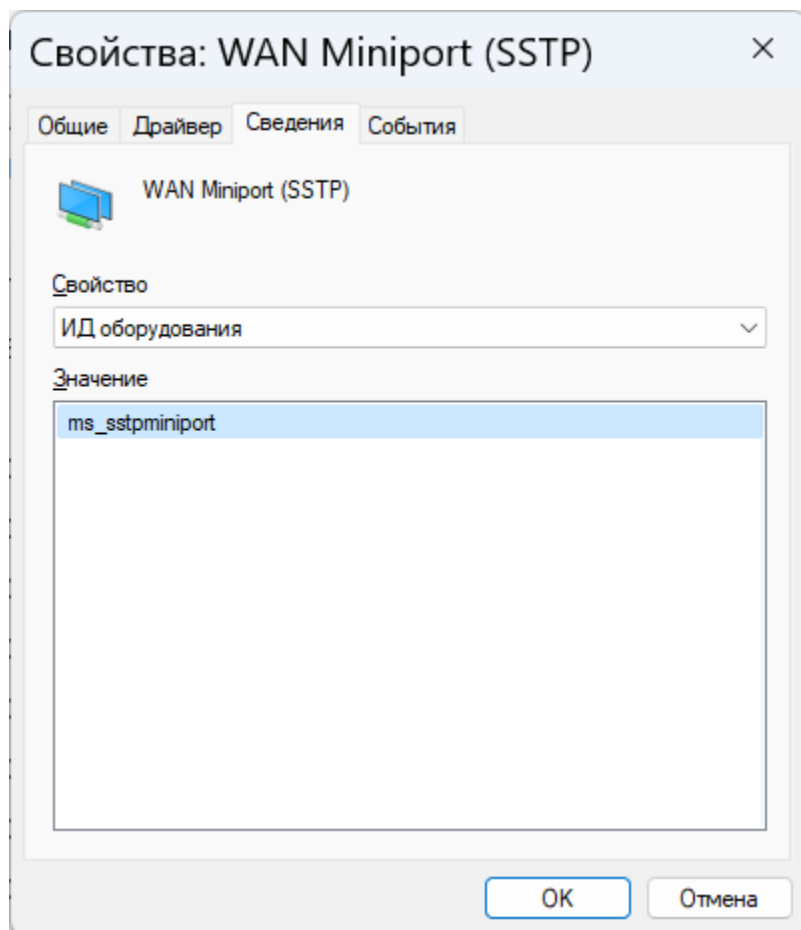 Свойства: WAN Miniport (SSTP)
Общие Драйвер Сведения События
WAN Miniport (SSTP)
Свойство
ИД оборудования
Значение
ms_sstpminiport
OK Отмена